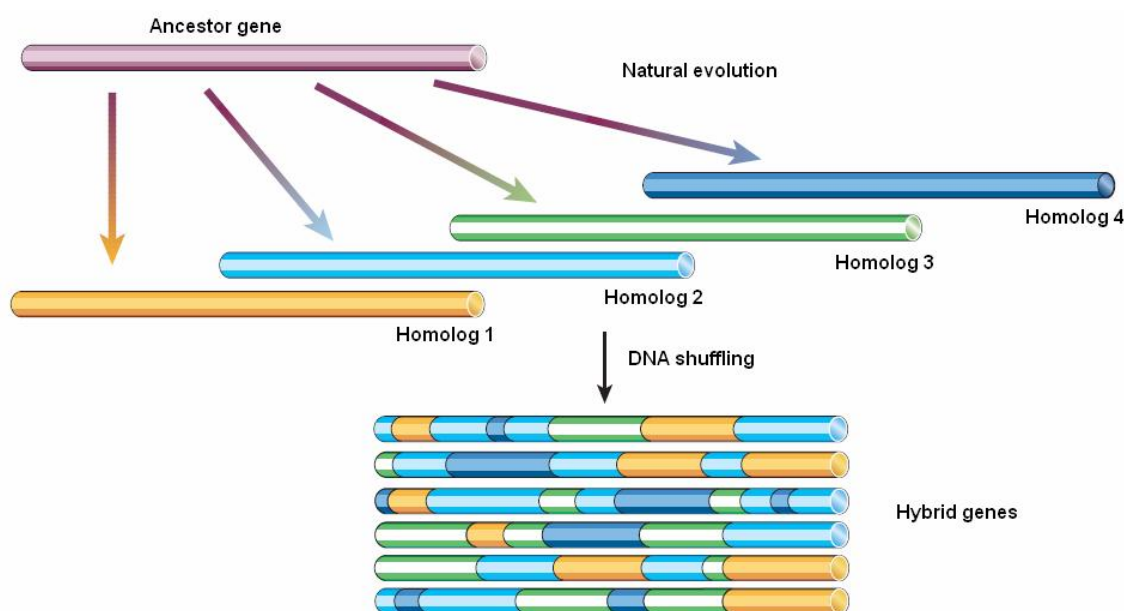 Ancestor gene
Natural evolution
Homolog 4
Homolog 3
Homolog 2
Homolog 1
DNA shuffling
Hybrid genes